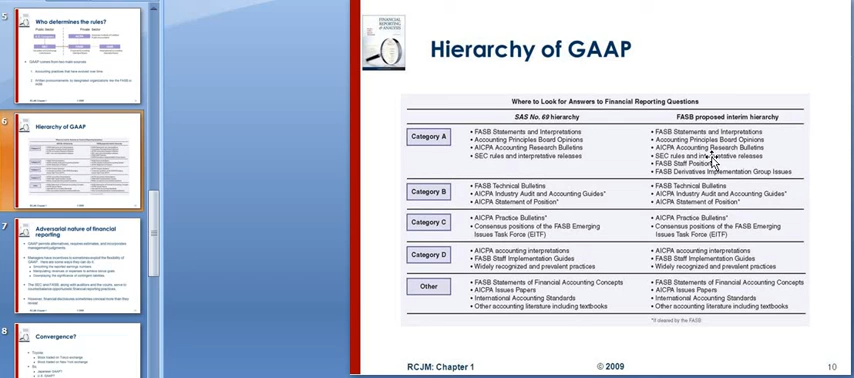 5
Who determines the rules?
Public Sector
Private Sector
GAAP comes from two main sources:
6
Hierarchy of GAAP
7
Adversarial nature of financial
reporting
8
Convergence?
FINANCIAL
REPORTING
& ANALYSIS
Hierarchy of GAAP
Where to Look for Answers to Financial Reporting Questions
SAS No. 69 hierarchy
FASB proposed interim hierarchy
Category A
• FASB Statements and Interpretations
• Accounting Principles Board Opinions
• AICPA Accounting Research Bulletins
• SEC rules and interpretative releases
• FASB Statements and Interpretations
• Accounting Principles Board Opinions
• AICPA Accounting Research Bulletins
• SEC rules and interpretative releases
• FASB Staff Position
• FASB Derivatives Implementation Group Issues
Category B
• FASB Technical Bulletins
• AICPA Industry Audit and Accounting Guides*
• AICPA Statement of Position*
• FASB Technical Bulletins
• AICPA Industry Audit and Accounting Guides*
• AICPA Statement of Position*
Category C
• AICPA Practice Bulletins*
• Consensus positions of the FASB Emerging
Issues Task Force (EITF)
• AICPA Practice Bulletins*
• Consensus positions of the FASB Emerging
Issues Task Force (EITF)
Category D
• AICPA accounting interpretations
• FASB Staff Implementation Guides
• Widely recognized and prevalent practices
• AICPA accounting interpretations
• FASB Staff Implementation Guides
• Widely recognized and prevalent practices
Other
• FASB Statements of Financial Accounting Concepts
• AICPA Issues Papers
• International Accounting Standards
• Other accounting literature including textbooks
• FASB Statements of Financial Accounting Concepts
• AICPA Issues Papers
• International Accounting Standards
• Other accounting literature including textbooks
*If cleared by the FASB
RCJM: Chapter 1
© 2009
10